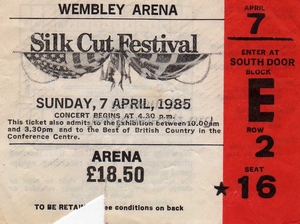 WEMBLEY ARENA
Silk Cut Festival
SUNDAY, 7 APRIL, 1985
CONCERT BEGINS AT 4.30 p.m.
This ticket also admits to the Exhibition between 10.00am
and 3.30pm and to the Best of British Country in the
Conference Centre.
ARENA
£18.50
TO BE RETAINED See conditions on back
APRIL
7
ENTER AT
SOUTH DOOR
BLOCK
E
ROW
2
SEAT
★16